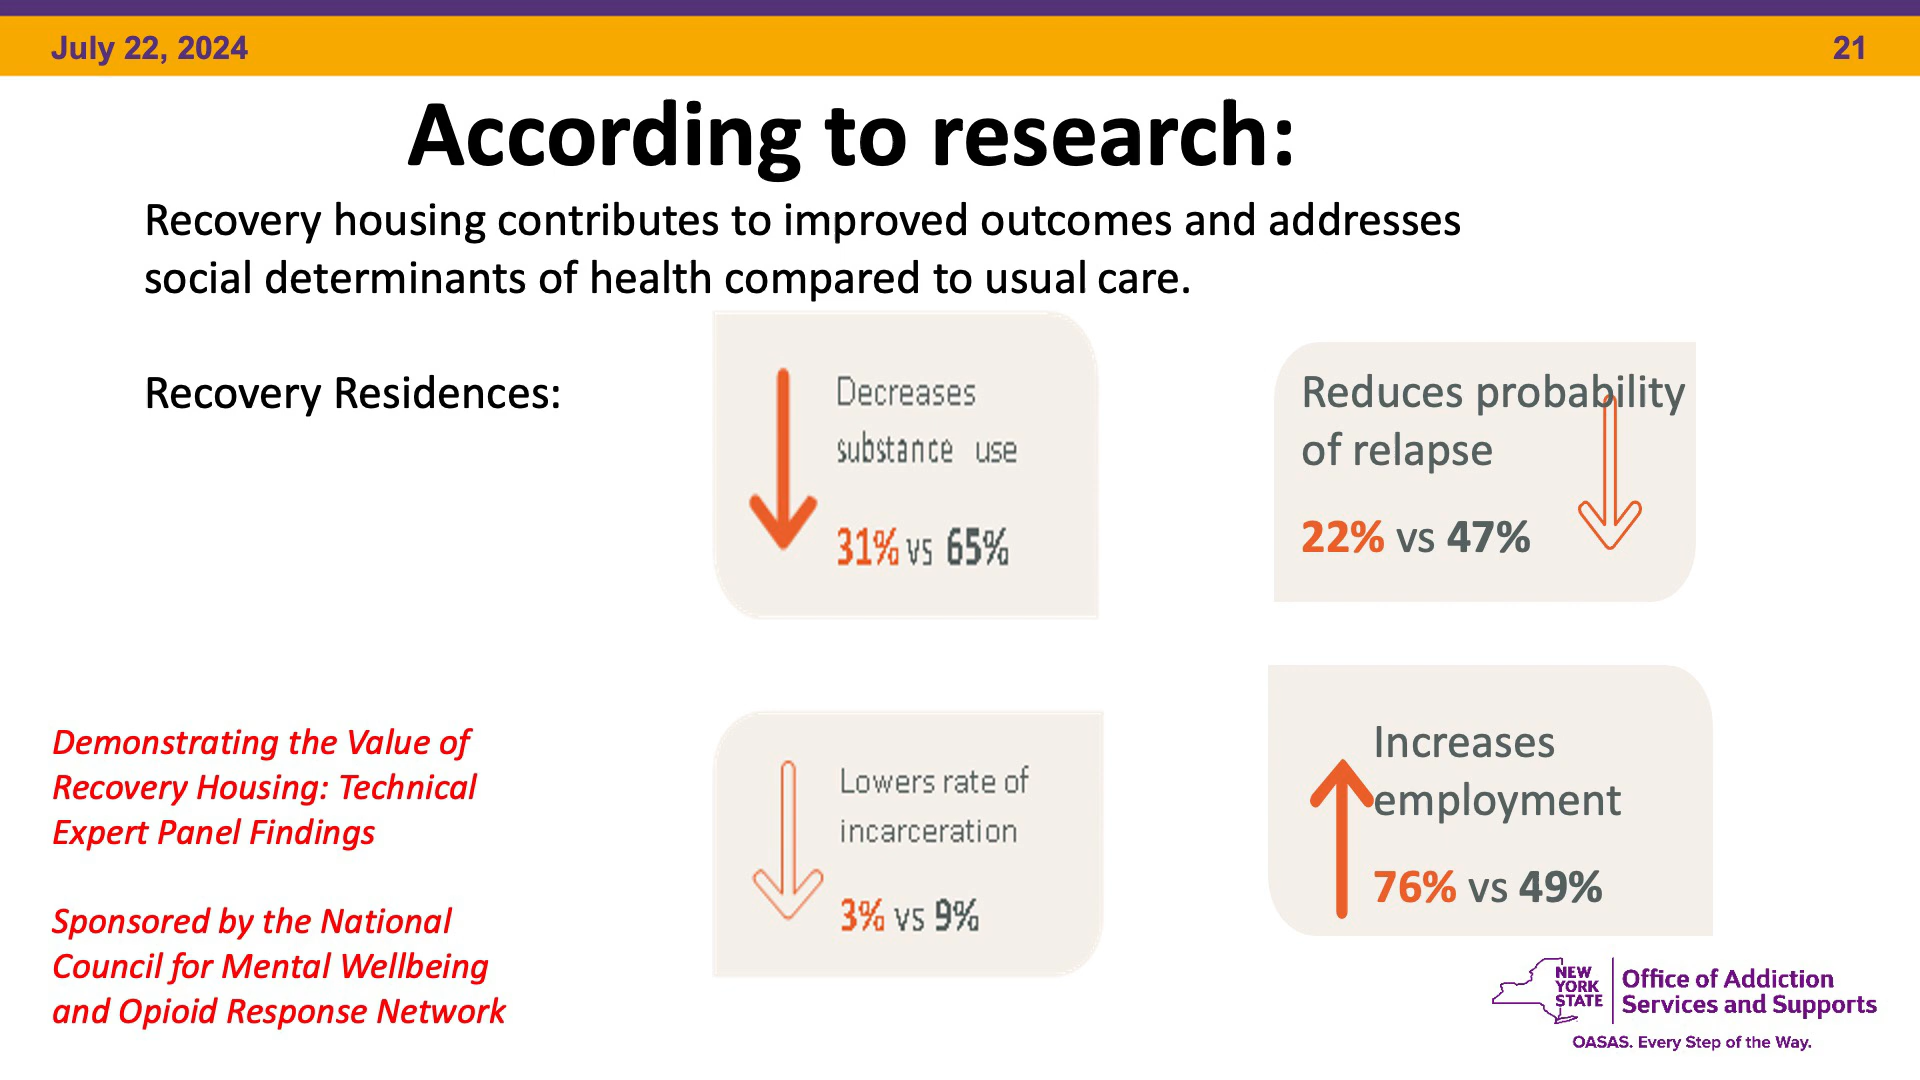 July 22, 2024
21
According to research:
Recovery housing contributes to improved outcomes and addresses
social determinants of health compared to usual care.
Recovery Residences:
Decreases
substance use
31% vs 65%
Reduces probability
of relapse
22% vs 47%
Lowers rate of
incarceration
3% vs 9%
Increases
employment
76% vs 49%
Demonstrating the Value of
Recovery Housing: Technical
Expert Panel Findings
Sponsored by the National
Council for Mental Wellbeing
and Opioid Response Network
NEW
YORK
STATE
Office of Addiction
Services and Supports
OASAS. Every Step of the Way.